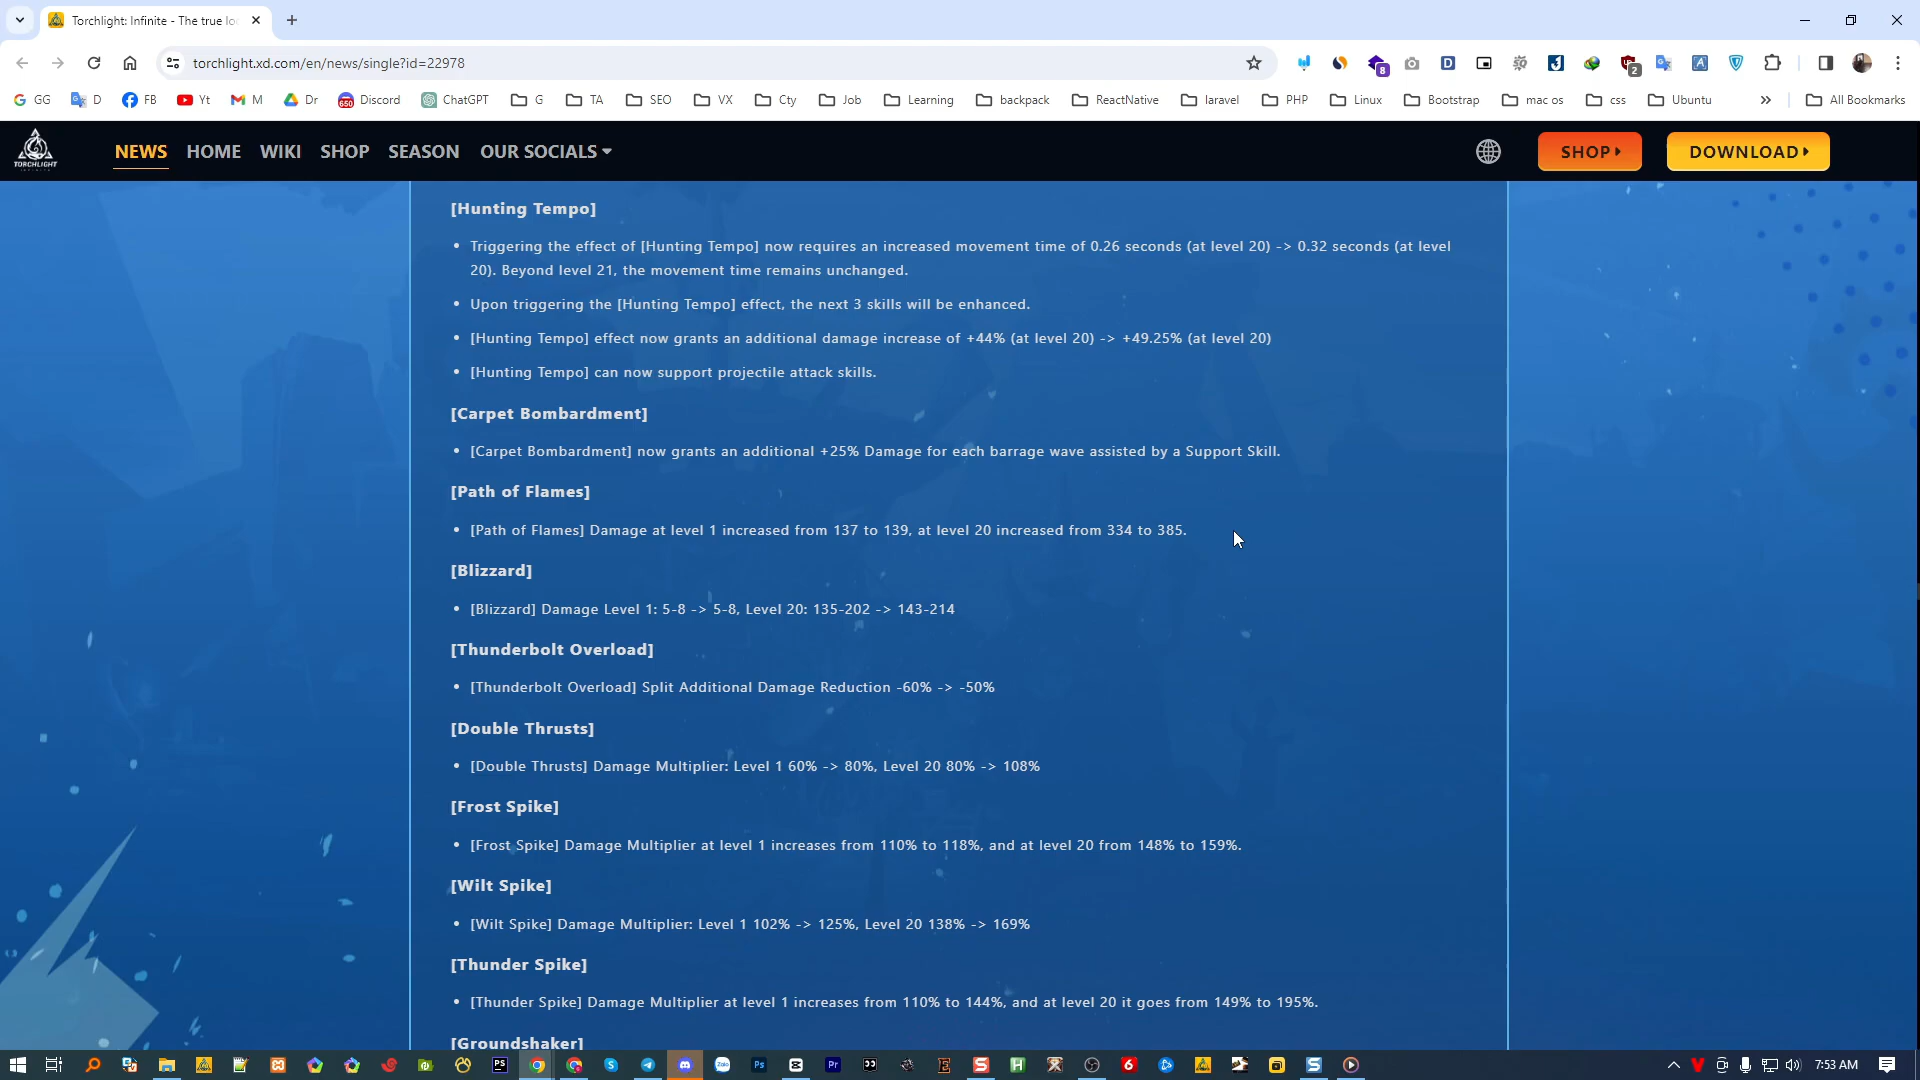 Torchlight: Infinite - The true lo
torchlight.xd.com/en/news/single?id=22978
8
2
GG
D
FB
Yt
M
Dr
Discord
ChatGPT
G
TA
SEO
VX
Cty
Job
Learning
backpack
ReactNative
laravel
PHP
Linux
Bootstrap
mac os
css
Ubuntu
All Bookmarks
TORCHLIGHT
NEWS
HOME
WIKI
SHOP
SEASON
OUR SOCIALS
SHOP
DOWNLOAD
[Hunting Tempo]
• Triggering the effect of [Hunting Tempo] now requires an increased movement time of 0.26 seconds (at level 20) -> 0.32 seconds (at level
20). Beyond level 21, the movement time remains unchanged.
• Upon triggering the [Hunting Tempo] effect, the next 3 skills will be enhanced.
• [Hunting Tempo] effect now grants an additional damage increase of +44% (at level 20) -> +49.25% (at level 20)
• [Hunting Tempo] can now support projectile attack skills.
[Carpet Bombardment]
• [Carpet Bombardment] now grants an additional +25% Damage for each barrage wave assisted by a Support Skill.
[Path of Flames]
• [Path of Flames] Damage at level 1 increased from 137 to 139, at level 20 increased from 334 to 385.
[Blizzard]
• [Blizzard] Damage Level 1: 5-8 -> 5-8, Level 20: 135-202 -> 143-214
[Thunderbolt Overload]
• [Thunderbolt Overload] Split Additional Damage Reduction -60% -> -50%
[Double Thrusts]
• [Double Thrusts] Damage Multiplier: Level 1 60% -> 80%, Level 20 80% -> 108%
[Frost Spike]
• [Frost Spike] Damage Multiplier at level 1 increases from 110% to 118%, and at level 20 from 148% to 159%.
[Wilt Spike]
• [Wilt Spike] Damage Multiplier: Level 1 102% -> 125%, Level 20 138% -> 169%
[Thunder Spike]
• [Thunder Spike] Damage Multiplier at level 1 increases from 110% to 144%, and at level 20 it goes from 149% to 195%.
[Groundshaker]
7:53 AM